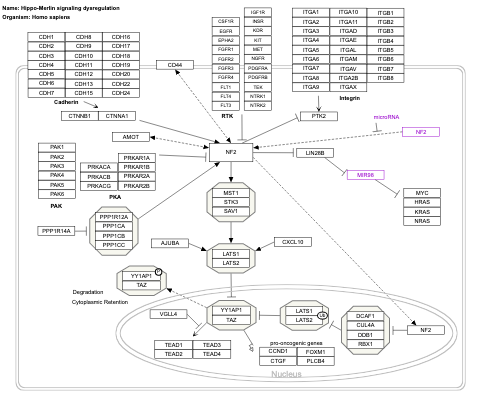 Name: Hippo-Merlin signaling dysregulation
Organism: Homo sapiens
CDH1 CDH8 CDH16
CDH2 CDH9 CDH17
CDH3 CDH10 CDH18
CDH4 CDH11 CDH19
CDH5 CDH12 CDH20
CDH6 CDH13 CDH22
CDH7 CDH15 CDH24
Cadherin
CTNNB1 CTNNA1
CD44
IGF1R
CSF1R INSR
EGFR KDR
EPHA2 KIT
FGFR1 MET
FGFR2 NGFR
FGFR3 PDGFRA
FGFR4 PDGFRB
FLT1 TEK
FLT4 NTRK1
FLT3 NTRK2
RTK
ITGA1 ITGA10 ITGB1
ITGA2 ITGA11 ITGB2
ITGA3 ITGAD ITGB3
ITGA4 ITGAE ITGB4
ITGA5 ITGAL ITGB5
ITGA6 ITGAM ITGB6
ITGA7 ITGAV ITGB7
ITGA8 ITGA2B ITGB8
ITGA9 ITGAX
Integrin
PTK2
microRNA
NF2
AMOT
NF2
LIN28B
MIR98
MYC
HRAS
KRAS
NRAS
PAK1
PAK2
PAK3
PAK4
PAK5
PAK6
PAK
PRKAR1A
PRKACA PRKAR1B
PRKACB PRKAR2A
PRKACG PRKAR2B
PKA
MST1
STK3
SAV1
PPP1R14A
PPP1R12A
PPP1CA
PPP1CB
PPP1CC
AJUBA
CXCL10
LATS1
LATS2
YY1AP1
TAZ
P
Degradation
Cytoplasmic Retention
VGLL4
YY1AP1
TAZ
LATS1
LATS2
Ub
DCAF1
CUL4A
DDB1
RBX1
NF2
TEAD1 TEAD3
TEAD2 TEAD4
pro-oncogenic genes
CCND1 FOXM1
CTGF PLCB4
Nucleus